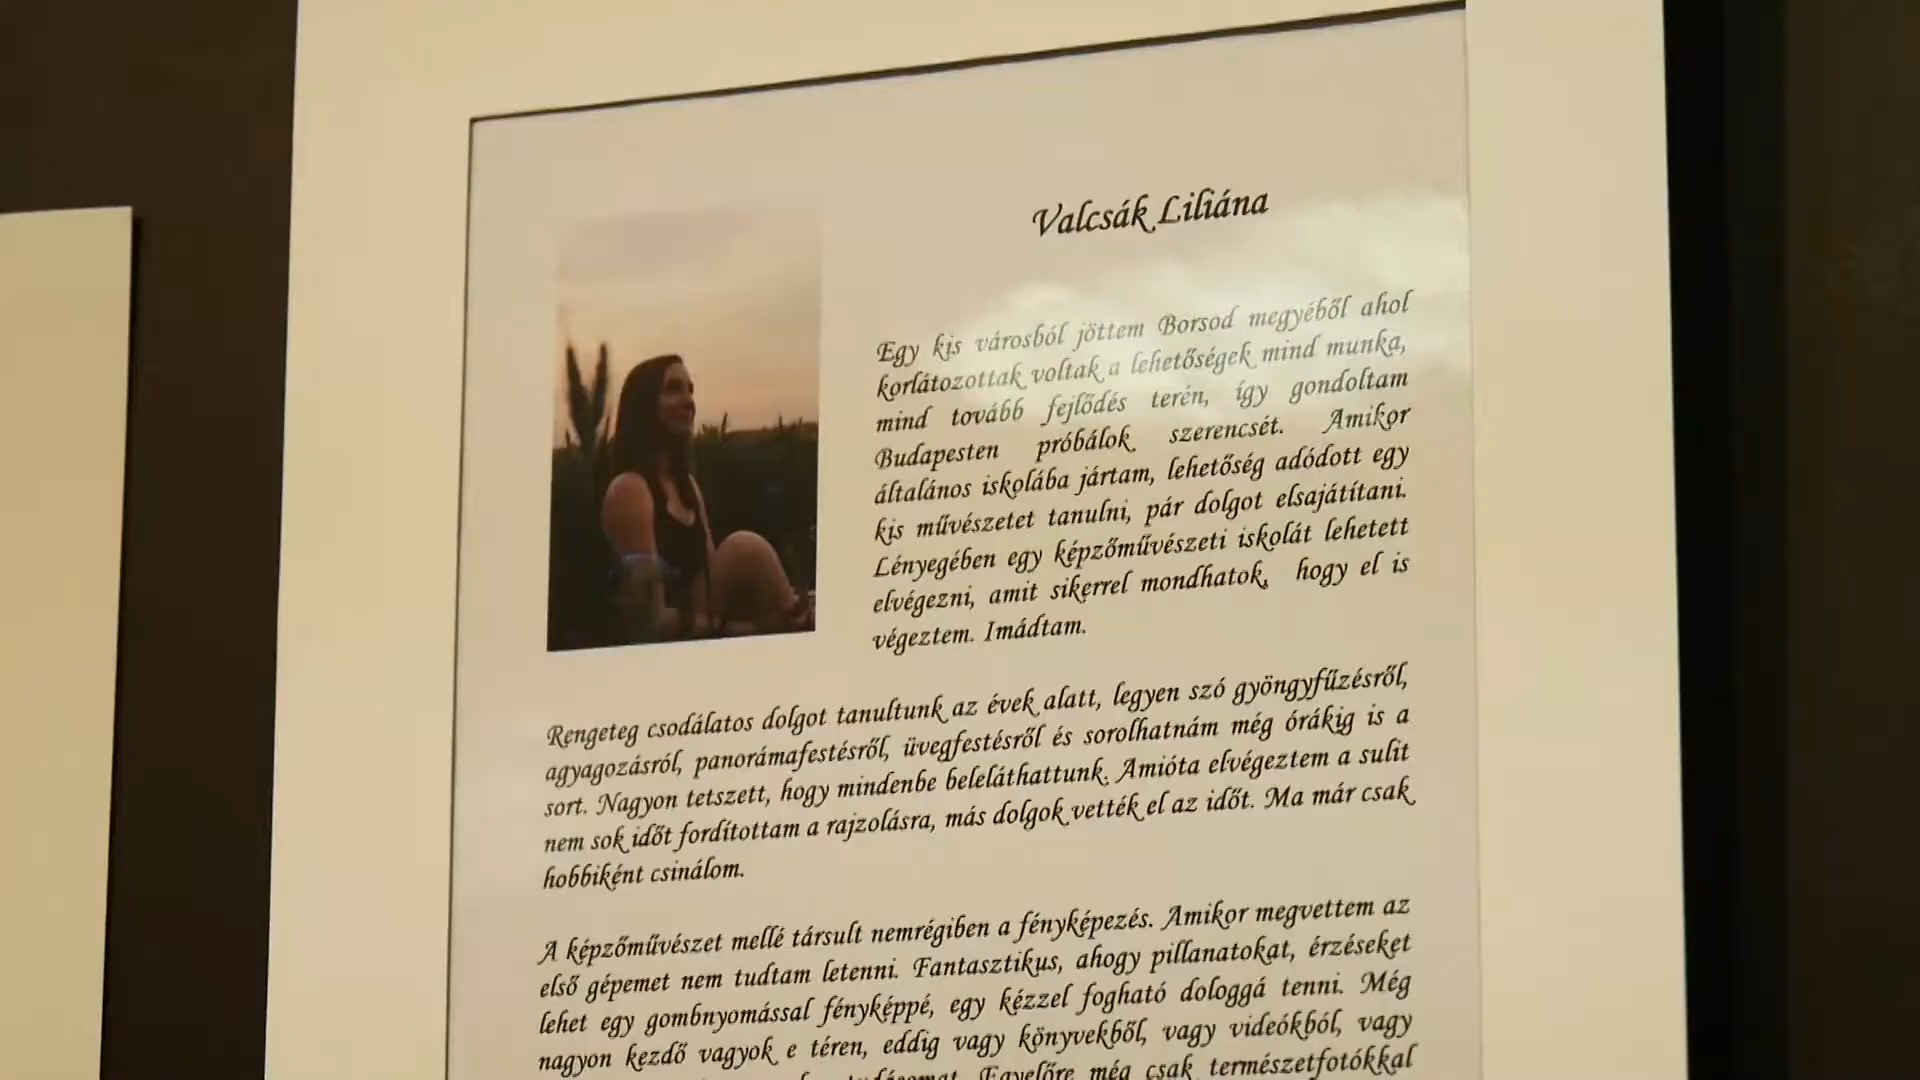 Valcsák Liliána
Egy kis városból jöttem Borsod megyéből ahol
korlátozottak voltak a lehetőségek mind munka,
mind tovább fejlődés terén, így gondoltam
Budapesten próbálok szerencsét. Amikor
általános iskolába jártam, lehetőség adódott egy
kis művészetet tanulni, pár dolgot elsajátítani.
Lényegében egy képzőművészeti iskolát lehetett
elvégezni, amit sikerrel mondhatok, hogy el is
végeztem. Imádtam.
Rengeteg csodálatos dolgot tanultunk az évek alatt, legyen szó gyöngyfűzésről,
agyagozásról, panorámafestésről, üvegfestésről és sorolhatnám még órákig is a
sort. Nagyon tetszett, hogy mindenbe beleláthattunk. Amióta elvégeztem a sulit
nem sok időt fordítottam a rajzolásra, más dolgok vették el az időt. Ma már csak
hobbiként csinálom.
A képzőművészet mellé társult nemrégiben a fényképezés. Amikor megvettem az
első gépemet nem tudtam letenni. Fantasztikus, ahogy pillanatokat, érzéseket
lehet egy gombnyomással fényképpé, egy kézzel fogható dologgá tenni. Még
nagyon kezdő vagyok e téren, eddig vagy könyvekből, vagy videókból, vagy
Egyelőre még csak természetfotókkal